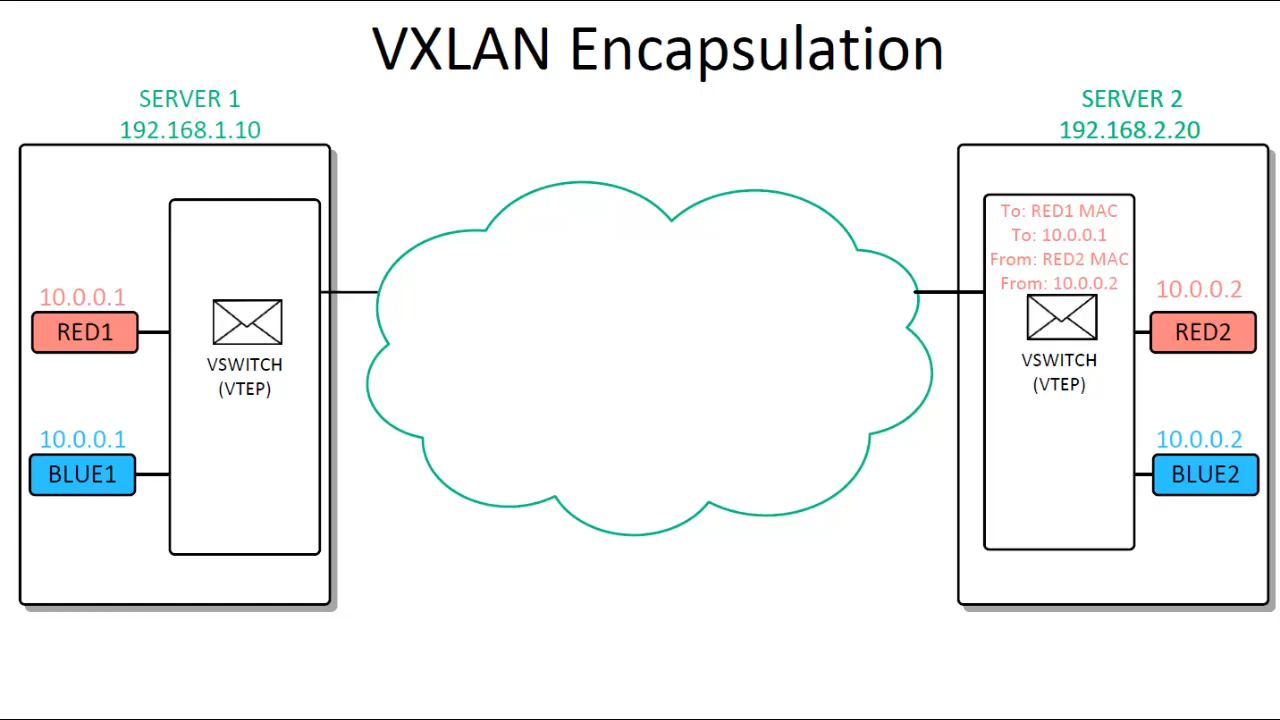 VXLAN Encapsulation
SERVER 1
192.168.1.10
SERVER 2
192.168.2.20
10.0.0.1
RED1
10.0.0.1
BLUE1
VSWITCH
(VTEP)
To: RED1 MAC
To: 10.0.0.1
From: RED2 MAC
From: 10.0.0.2
VSWITCH
(VTEP)
10.0.0.2
RED2
10.0.0.2
BLUE2